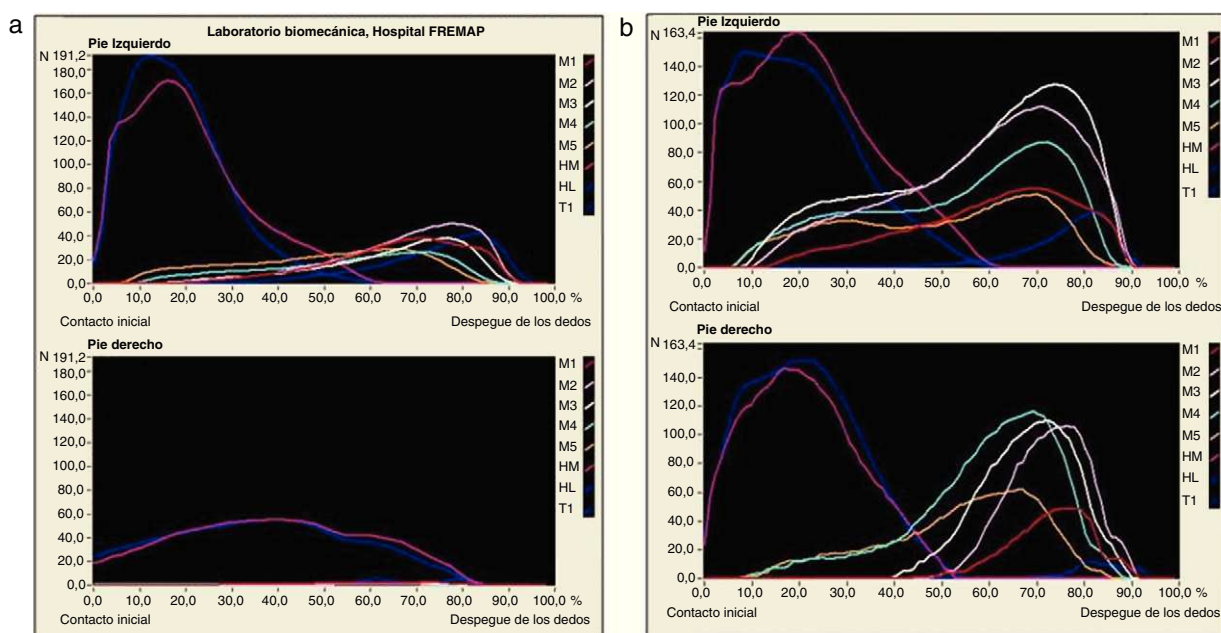 a
Laboratorio biomecánica, Hospital FREMAP
Pie Izquierdo
N 191,2
180,0
160,0
140,0
120,0
100,0
80,0
60,0
40,0
20,0
0,0
0,0 10,0 20,0 30,0 40,0 50,0 60,0 70,0 80,0 90,0 100,0 %
Contacto inicial Despegue de los dedos
M1
M2
M3
M4
M5
HM
HL
T1
Pie derecho
N 191,2
180,0
160,0
140,0
120,0
100,0
80,0
60,0
40,0
20,0
0,0
0,0 10,0 20,0 30,0 40,0 50,0 60,0 70,0 80,0 90,0 100,0 %
Contacto inicial Despegue de los dedos
M1
M2
M3
M4
M5
HM
HL
T1
b
Pie Izquierdo
163,4
N
140,0
120,0
100,0
80,0
60,0
40,0
20,0
0,0
0,0 10,0 20,0 30,0 40,0 50,0 60,0 70,0 80,0 90,0 100,0 %
Contacto inicial Despegue de los dedos
M1
M2
M3
M4
M5
HM
HL
T1
Pie derecho
N 163,4
140,0
120,0
100,0
80,0
60,0
40,0
20,0
0,0
0,0 10,0 20,0 30,0 40,0 50,0 60,0 70,0 80,0 90,0 100,0 %
Contacto inicial Despegue de los dedos
M1
M2
M3
M4
M5
HM
HL
T1